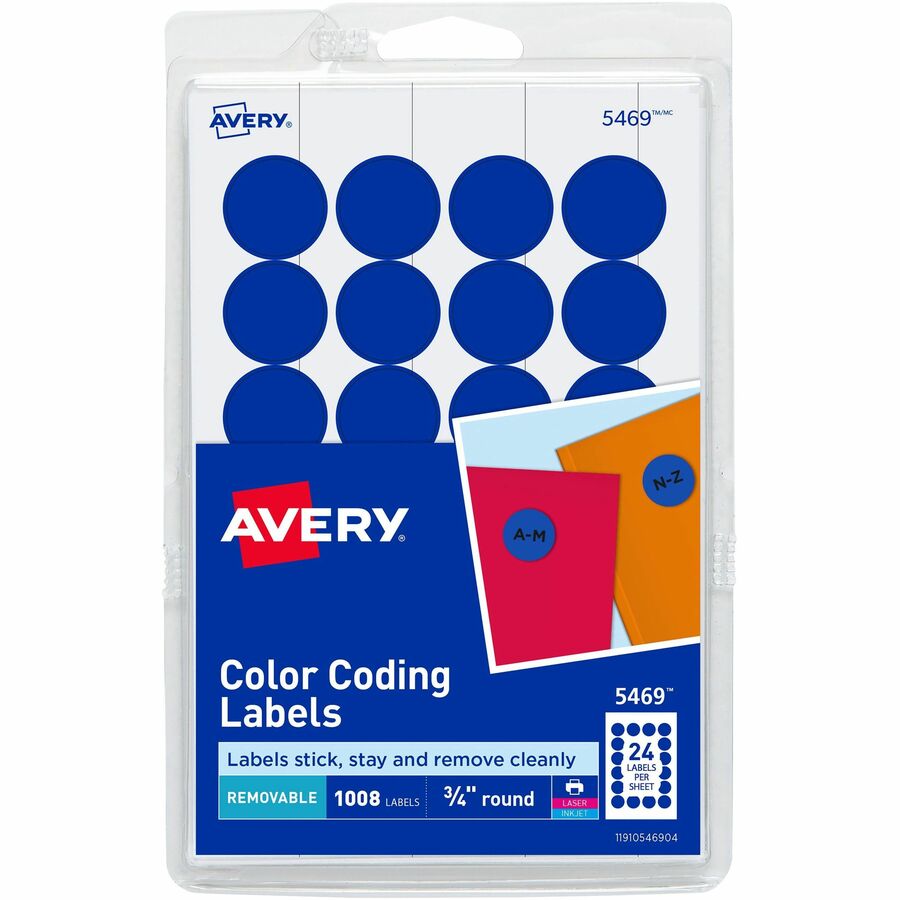 AVERY®
5469™/MC
AVERY®
A-M
N-Z
Color Coding
Labels
Labels stick, stay and remove cleanly
REMOVABLE
1008 LABELS
¾" round
LASER
INKJET
5469™
24
LABELS
PER
SHEET
11910546904